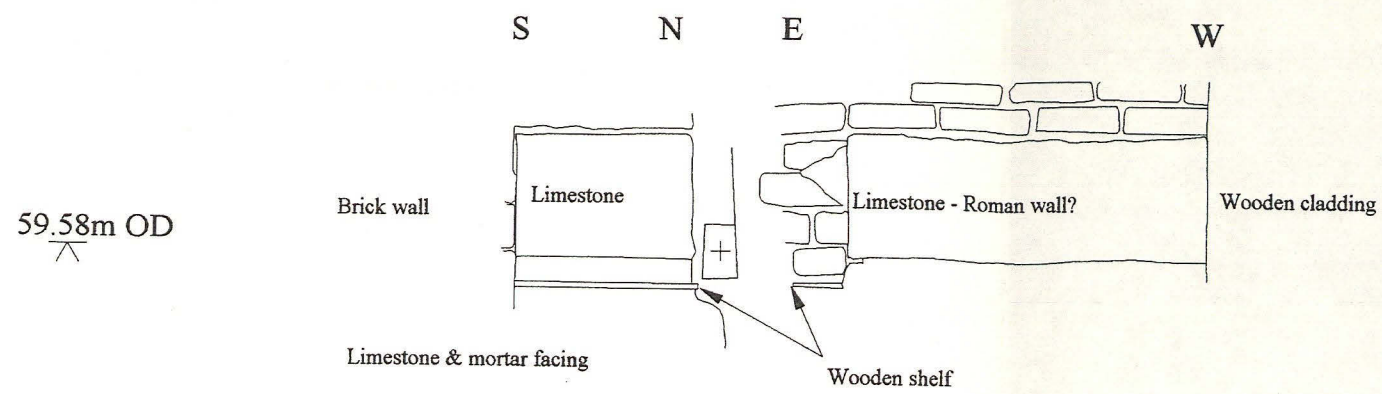 S N E W
Brick wall
Limestone
Limestone - Roman wall?
Wooden cladding
59.58m OD
Limestone & mortar facing
Wooden shelf